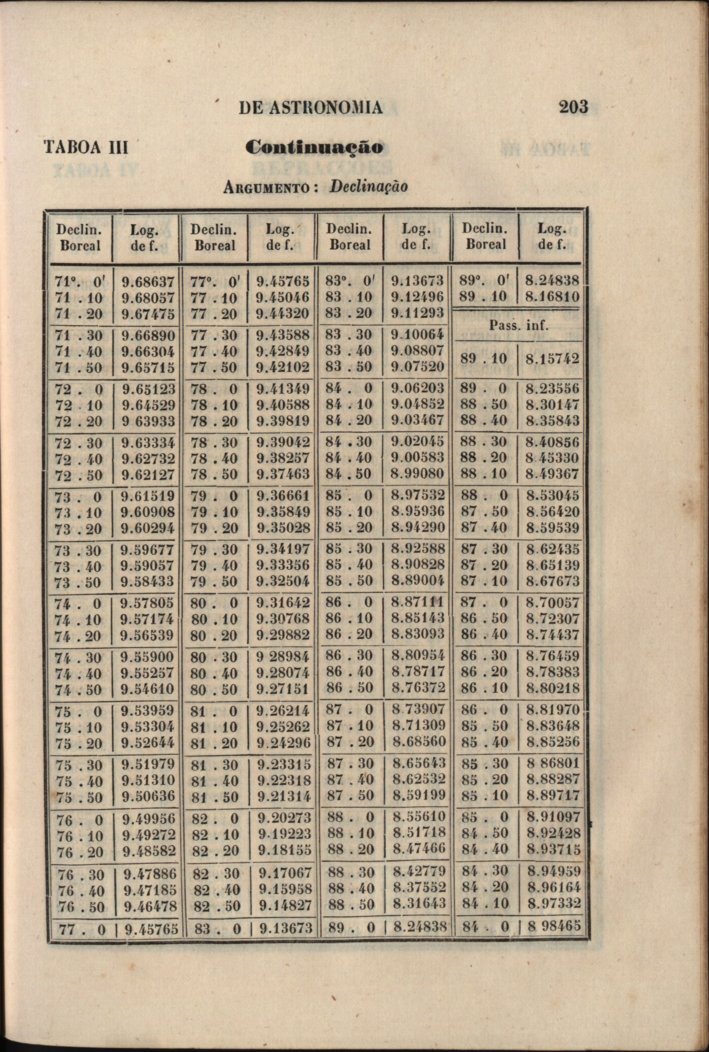 DE ASTRONOMIA 203
TABOA III Continuação
ARGUMENTO : Declinação
Declin. Boreal Log. de f. Declin. Boreal Log. de f. Declin. Boreal Log. de f. Declin. Boreal Log. de f.
71º. 0' 9.68637 77º. 0' 9.45765 83º. 0' 9.13673 89º. 0' 8.24838
71 . 10 9.68057 77 . 10 9.45046 83 . 10 9.12496 89 . 10 8.16810
71 . 20 9.67475 77 . 20 9.44320 83 . 20 9.11293
Pass. inf.
71 . 30 9.66890 77 . 30 9.43588 83 . 30 9.10064
71 . 40 9.66304 77 . 40 9.42849 83 . 40 9.08807 89 . 10 8.15742
71 . 50 9.65715 77 . 50 9.42102 83 . 50 9.07520
72 . 0 9.65123 78 . 0 9.41349 84 . 0 9.06203 89 . 0 8.23556
72 . 10 9.64529 78 . 10 9.40588 84 . 10 9.04852 88 . 50 8.30147
72 . 20 9 63933 78 . 20 9.39819 84 . 20 9.03467 88 . 40 8.35843
72 . 30 9.63334 78 . 30 9.39042 84 . 30 9.02045 88 . 30 8.40856
72 . 40 9.62732 78 . 40 9.38257 84 . 40 9.00583 88 . 20 8.45330
72 . 50 9.62127 78 . 50 9.37463 84 . 50 8.99080 88 . 10 8.49367
73 . 0 9.61519 79 . 0 9.36661 85 . 0 8.97532 88 . 0 8.53045
73 . 10 9.60908 79 . 10 9.35849 85 . 10 8.95936 87 . 50 8.56420
73 . 20 9.60294 79 . 20 9.35028 85 . 20 8.94290 87 . 40 8.59539
73 . 30 9.59677 79 . 30 9.34197 85 . 30 8.92588 87 . 30 8.62435
73 . 40 9.59057 79 . 40 9.33356 85 . 40 8.90828 87 . 20 8.65139
73 . 50 9.58433 79 . 50 9.32504 85 . 50 8.89004 87 . 10 8.67673
74 . 0 9.57805 80 . 0 9.31642 86 . 0 8.87111 87 . 0 8.70057
74 . 10 9.57174 80 . 10 9.30768 86 . 10 8.85143 86 . 50 8.72307
74 . 20 9.56539 80 . 20 9.29882 86 . 20 8.83093 86 . 40 8.74437
74 . 30 9.55900 80 . 30 9 28984 86 . 30 8.80954 86 . 30 8.76459
74 . 40 9.55257 80 . 40 9.28074 86 . 40 8.78717 86 . 20 8.78383
74 . 50 9.54610 80 . 50 9.27151 86 . 50 8.76372 86 . 10 8.80218
75 . 0 9.53959 81 . 0 9.26214 87 . 0 8.73907 86 . 0 8.81970
75 . 10 9.53304 81 . 10 9.25262 87 . 10 8.71309 85 . 50 8.83648
75 . 20 9.52644 81 . 20 9.24296 87 . 20 8.68560 85 . 40 8.85256
75 . 30 9.51979 81 . 30 9.23315 87 . 30 8.65643 85 . 30 8 86801
75 . 40 9.51310 81 . 40 9.22318 87 . 40 8.62532 85 . 20 8.88287
75 . 50 9.50636 81 . 50 9.21314 87 . 50 8.59199 85 . 10 8.89717
76 . 0 9.49956 82 . 0 9.20273 88 . 0 8.55610 85 . 0 8.91097
76 . 10 9.49272 82 . 10 9.19223 88 . 10 8.51718 84 . 50 8.92428
76 . 20 9.48582 82 . 20 9.18155 88 . 20 8.47466 84 . 40 8.93715
76 . 30 9.47886 82 . 30 9.17067 88 . 30 8.42779 84 . 30 8.94959
76 . 40 9.47185 82 . 40 9.15958 88 . 40 8.37552 84 . 20 8.96164
76 . 50 9.46478 82 . 50 9.14827 88 . 50 8.31643 84 . 10 8.97332
77 . 0 9.45765 83 . 0 9.13673 89 . 0 8.24838 84 . 0 8 98465